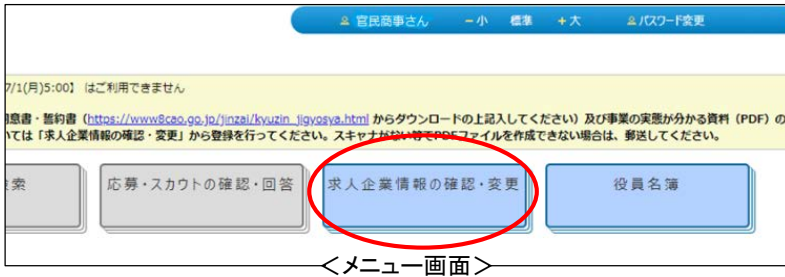 官民商事さん －小 標準 ＋大 パスワード変更
7/1(月)5:00】 はご利用できません
意書・誓約書（https://www8cao.go.jp/jinzai/kyuzin_jigyosya.html からダウンロードの上記入してください）及び事業の実態が分かる資料（PDF）の
いては「求人企業情報の確認・変更」から登録を行ってください。スキャナがない等でPDFファイルを作成できない場合は、郵送してください。
索 応募・スカウトの確認・回答 求人企業情報の確認・変更 役員名簿
＜メニュー画面＞